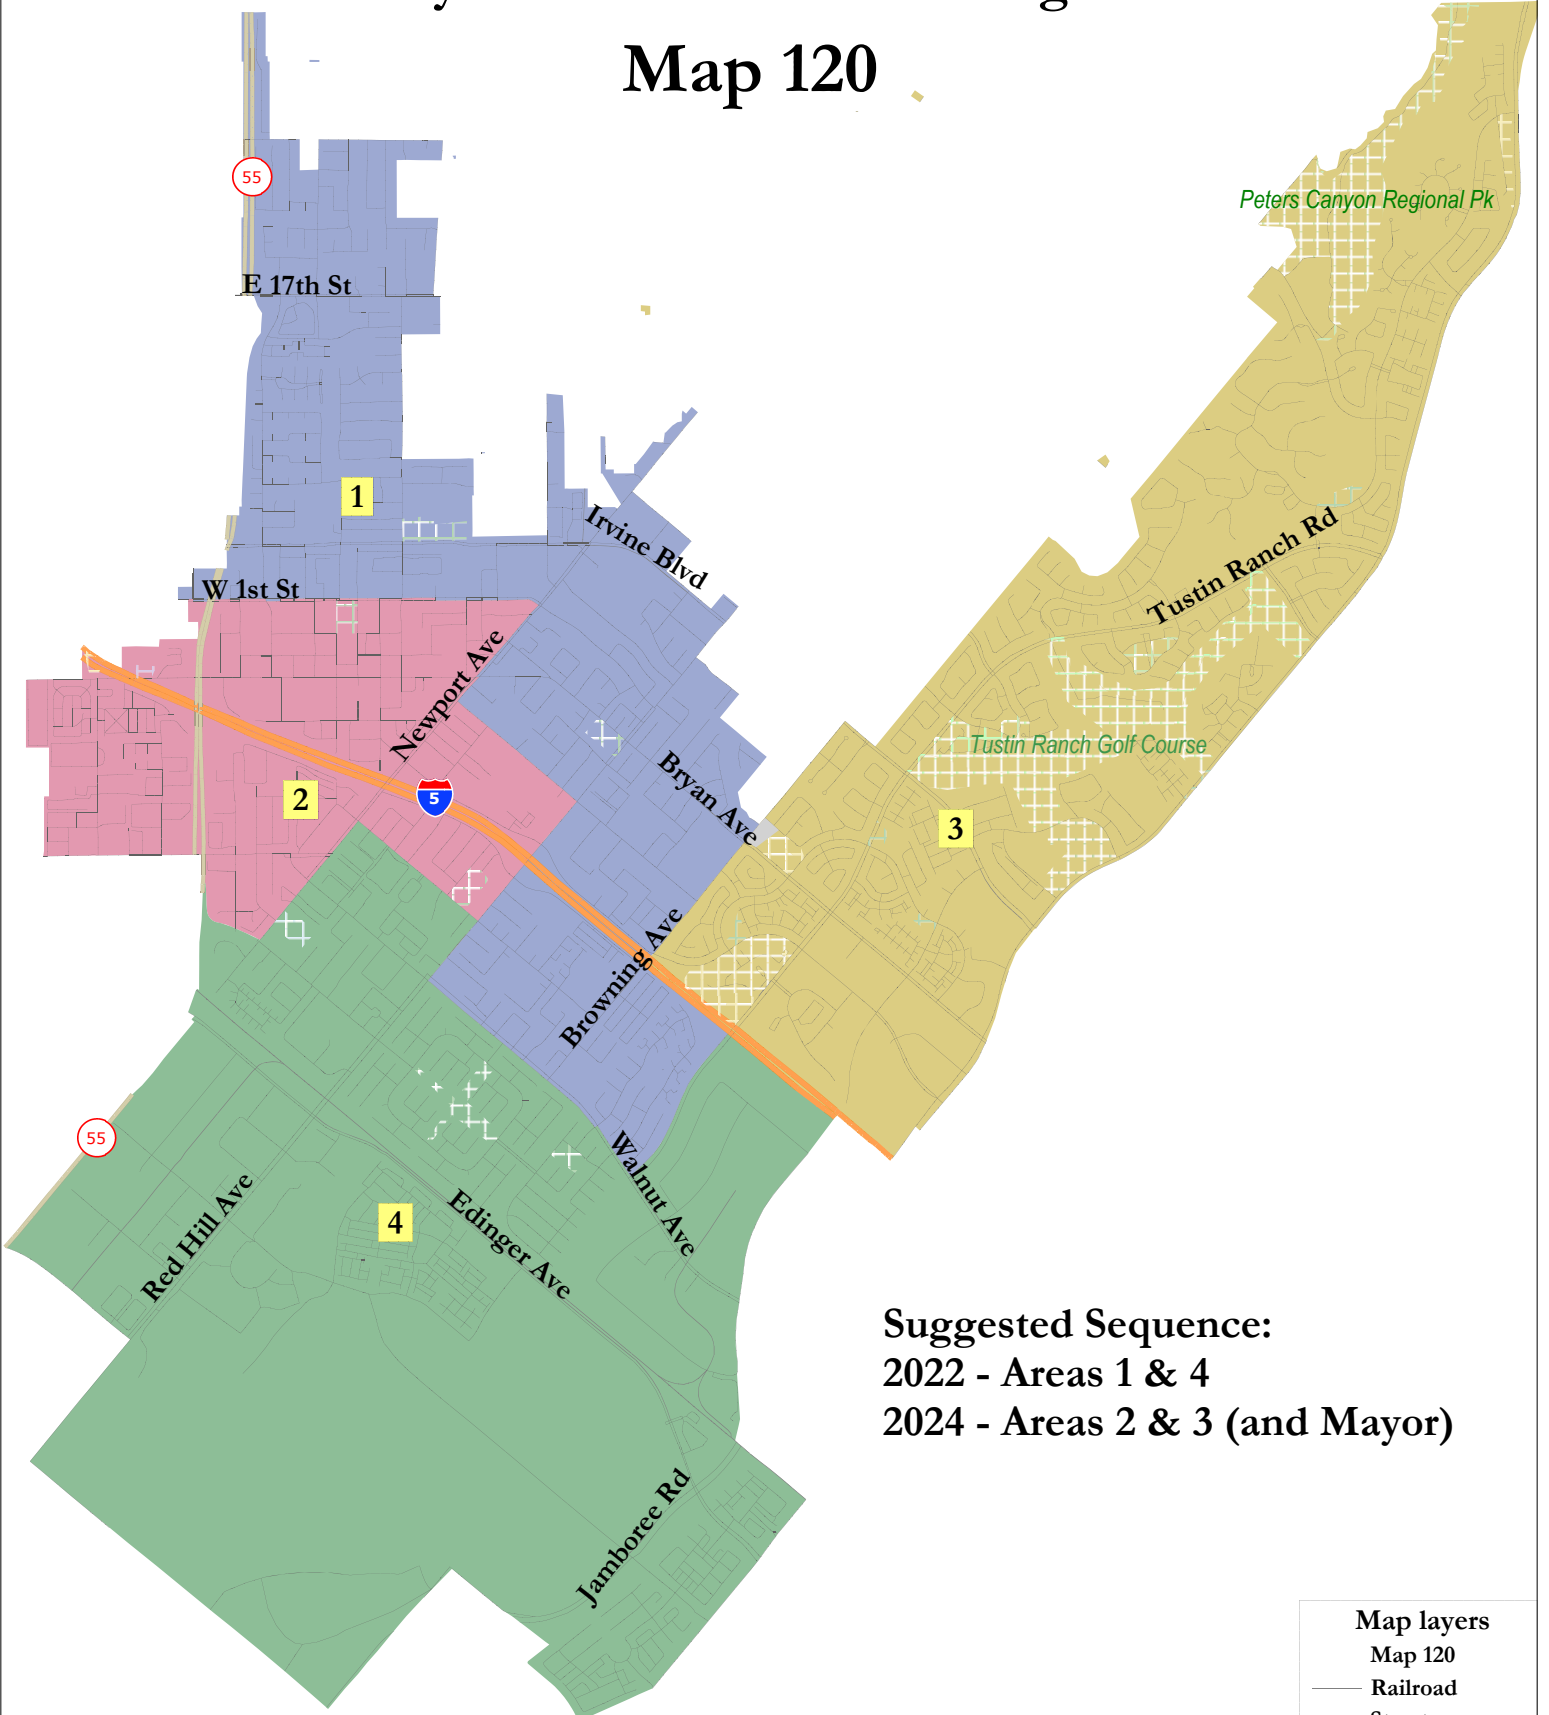 Map 120
55
Peters Canyon Regional Pk
E 17th St
1
Irvine Blvd
Tustin Ranch Rd
W 1st St
Newport Ave
Tustin Ranch Golf Course
Bryan Ave
2
5
3
Browning Ave
55
Walnut Ave
Red Hill Ave
4
Edinger Ave
Suggested Sequence:
2022 - Areas 1 & 4
2024 - Areas 2 & 3 (and Mayor)
Jamboree Rd
Map layers
Map 120
Railroad